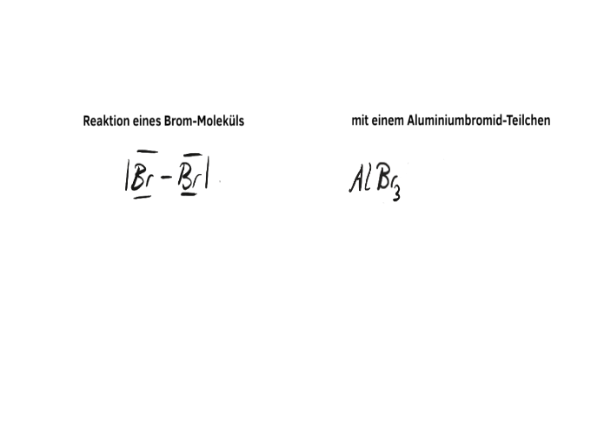 Reaktion eines Brom-Moleküls
mit einem Aluminiumbromid-Teilchen
|Br – Br|
AlBr₃